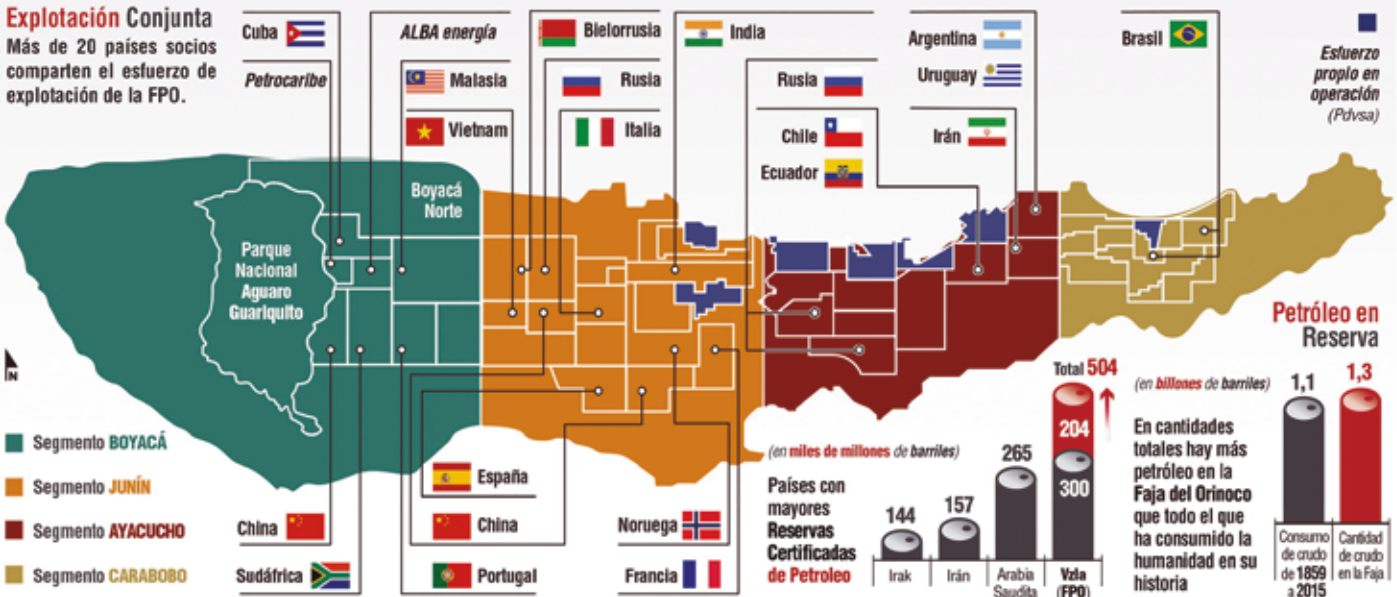 Explotación Conjunta
Más de 20 países socios
comparten el esfuerzo de
explotación de la FPO.
Cuba
Petrocaribe
ALBA energía
Malasia
Vietnam
Bielorrusia
Rusia
Italia
India
Rusia
Chile
Ecuador
Argentina
Uruguay
Irán
Brasil
Esfuerzo
propio en
operación
(Pdvsa)
Boyacá
Norte
Parque
Nacional
Aguaro
Guariquito
N
Segmento BOYACÁ
Segmento JUNÍN
Segmento AYACUCHO
Segmento CARABOBO
China
Sudáfrica
España
China
Portugal
Noruega
Francia
(en miles de millones de barriles)
Países con
mayores
Reservas
Certificadas
de Petroleo
144
157
265
Total 504
204
300
Irak
Irán
Arabia
Saudita
Vzla
(FPO)
Petróleo en
Reserva
(en billones de barriles)
En cantidades
totales hay más
petróleo en la
Faja del Orinoco
que todo el que
ha consumido la
humanidad en su
historia
1,1
1,3
Consumo
de crudo
de 1859
a 2015
Cantidad
de crudo
en la Faja